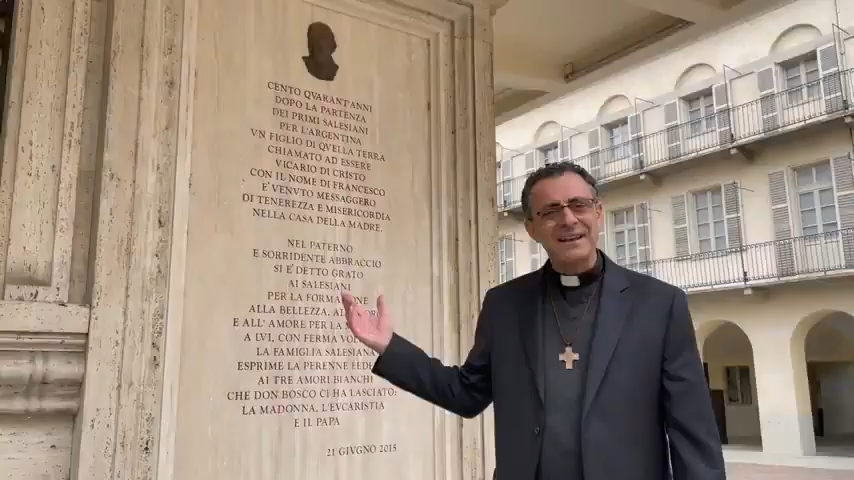 CENTO QVARANT'ANNI
DOPO LA PARTENZA
DEI PRIMI SALESIANI
PER L'ARGENTINA
VN FIGLIO DI QVELLA TERRA
CHIAMATO AD ESSERE
VICARIO DI CRISTO
CON IL NOME DI FRANCESCO
E' VENVTO MESSAGGERO
DI TENEREZZA E MISERICORDIA
NELLA CASA DELLA MADRE.
NEL PATERNO
E SORRIDENTE ABBRACCIO
SI E' DETTO GRATO
AI SALESIANI
PER LA FORMAZIONE
ALLA BELLEZZA, AL
E ALL' AMORE PER LA
A LVI, CON FERMA
LA FAMIGLIA SALESIANA
ESPRIME LA PERENNE
AI TRE AMORI BIANCHI
CHE DON BOSCO CI HA LASCIATO:
LA MADONNA, L'EVCARISTIA
E IL PAPA
21 GIVGNO 2015